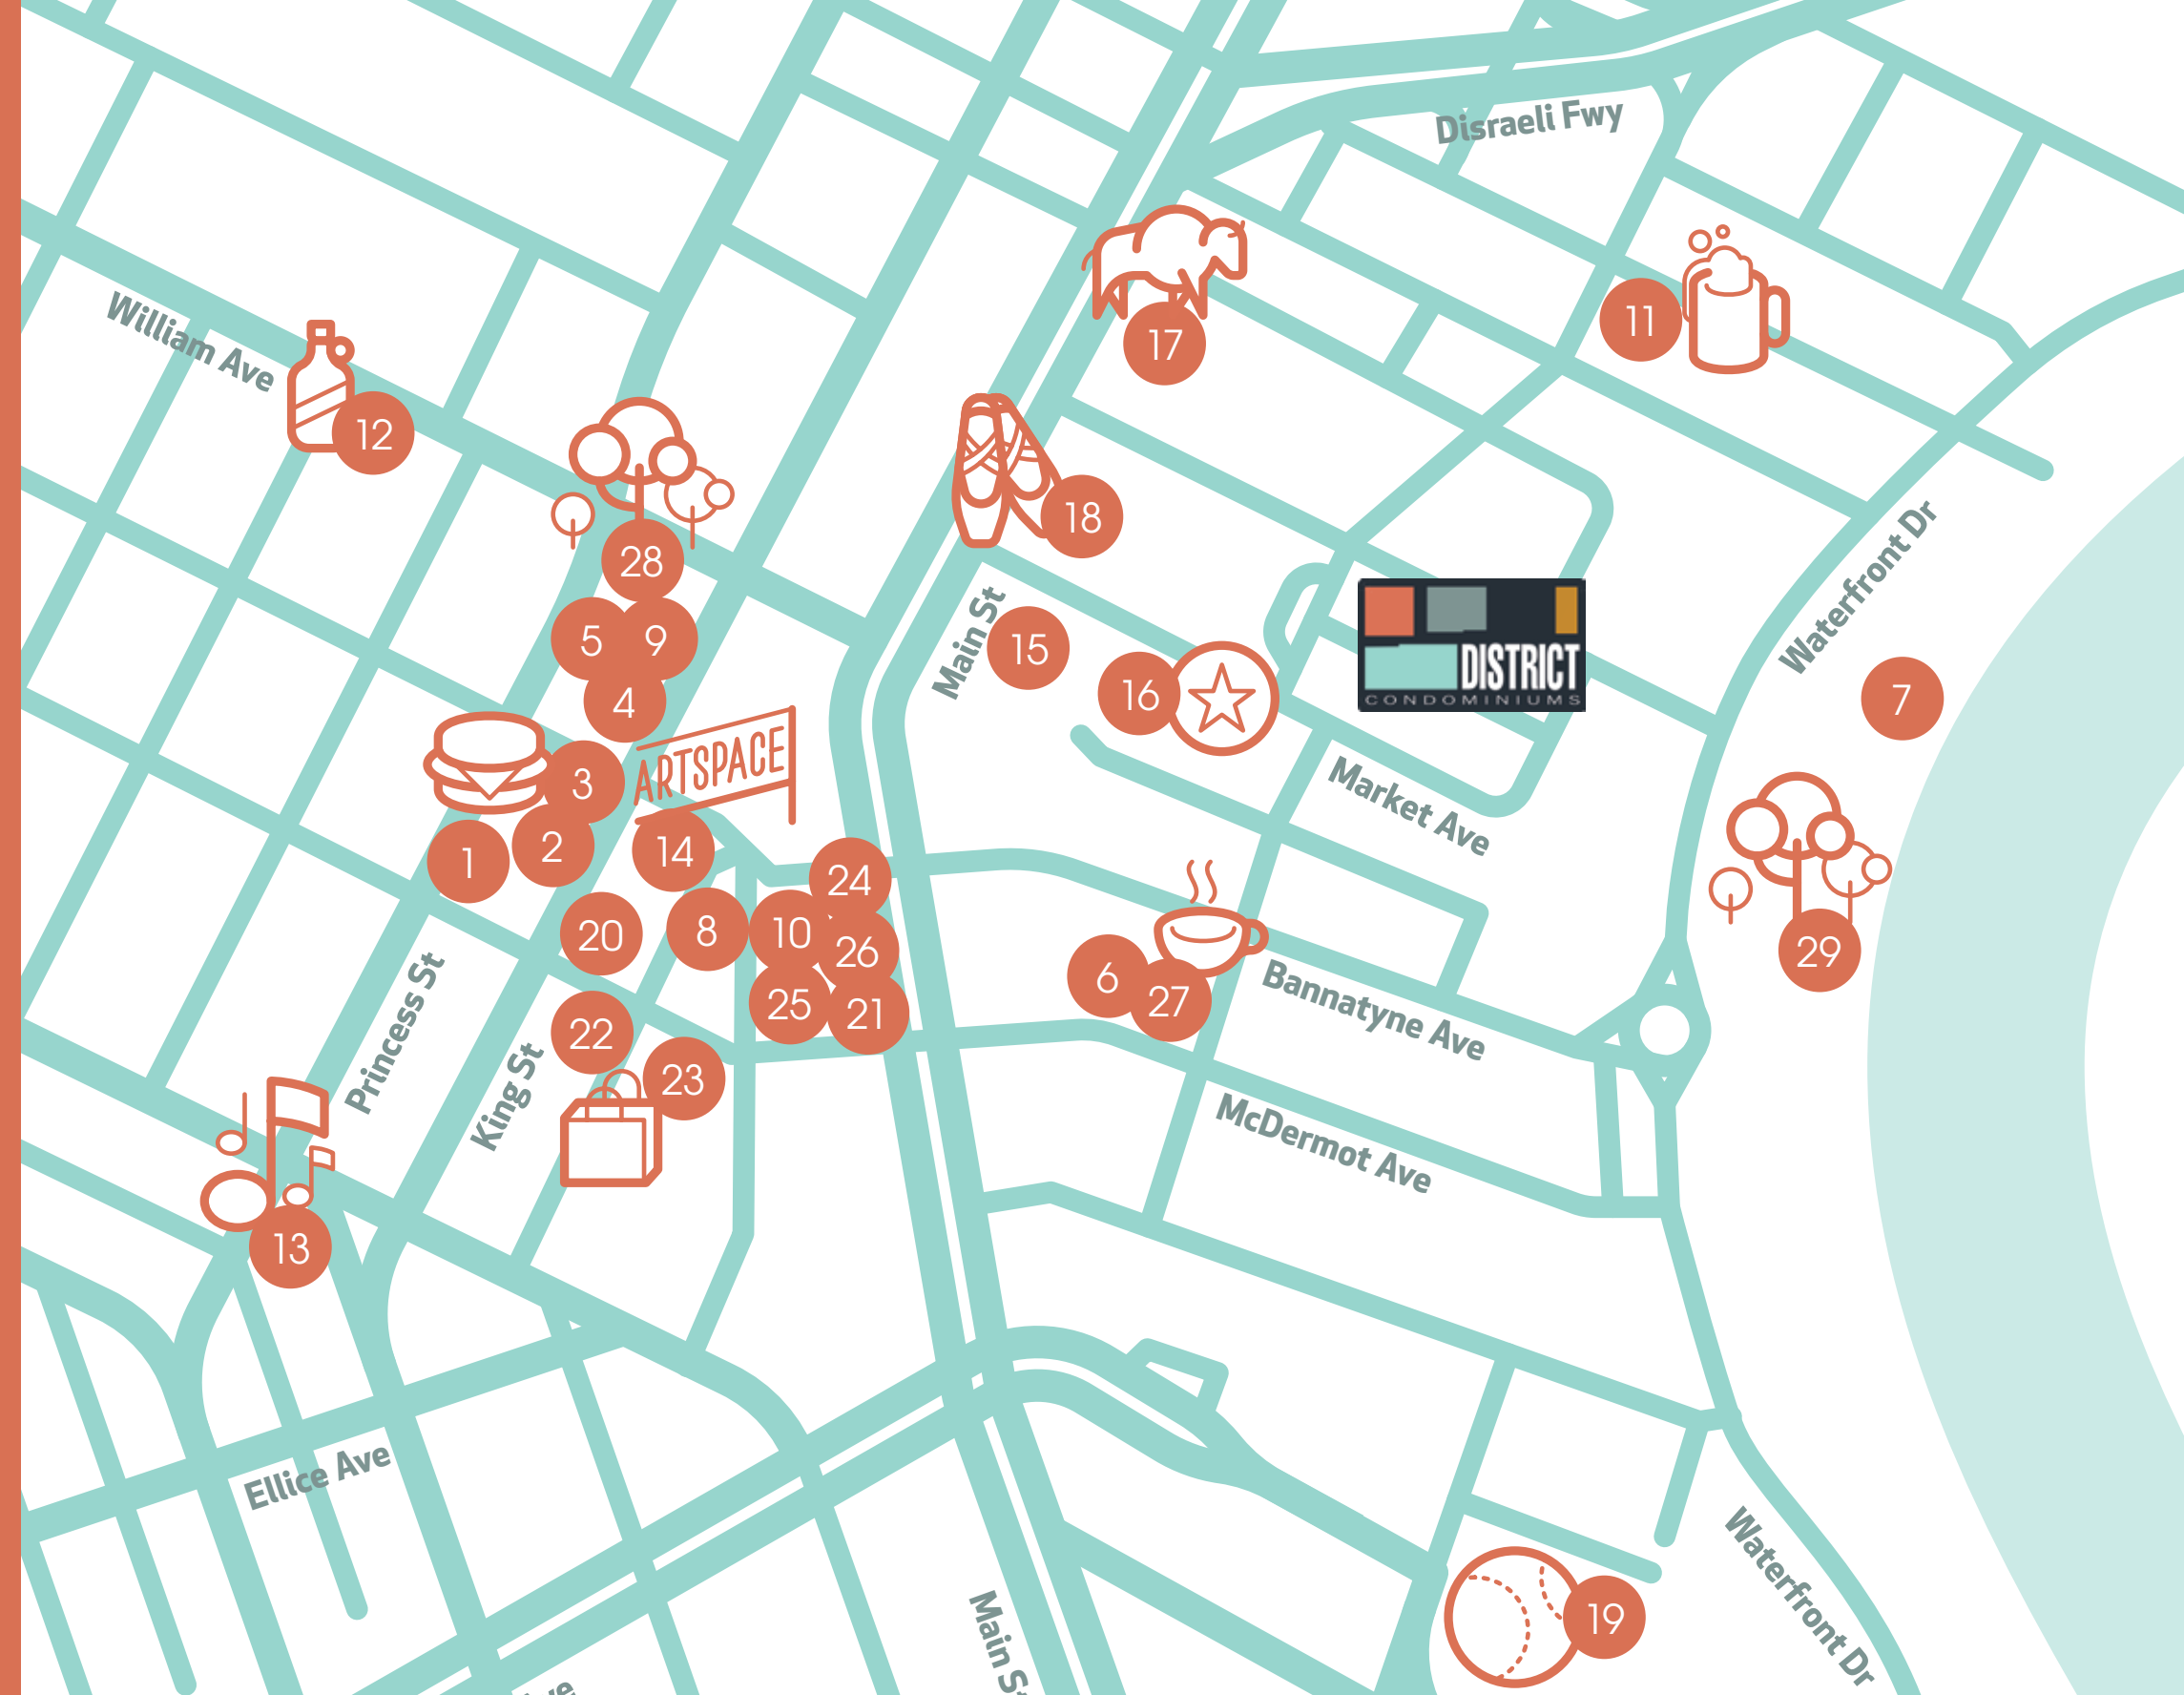 Disraeli Fwy
17
11
William Ave
12
18
28
Waterfront Dr
5
9
Main St
15
16
DISTRICT
CONDOMINIUMS
7
4
ARTSPACE
3
Market Ave
1
2
14
24
20
8
10
26
29
Princess St
6
27
Bannatyne Ave
25
21
22
King St
23
McDermot Ave
13
Ellice Ave
Waterfront Dr
19
Main